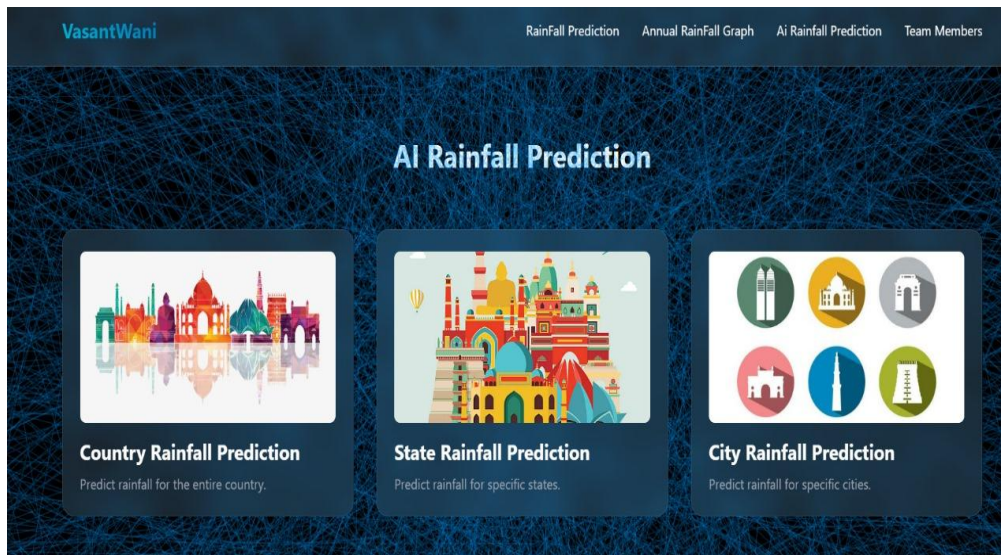 VasantWani
RainFall Prediction
Annual RainFall Graph
Ai Rainfall Prediction
Team Members
AI Rainfall Prediction
Country Rainfall Prediction
Predict rainfall for the entire country.
State Rainfall Prediction
Predict rainfall for specific states.
City Rainfall Prediction
Predict rainfall for specific cities.